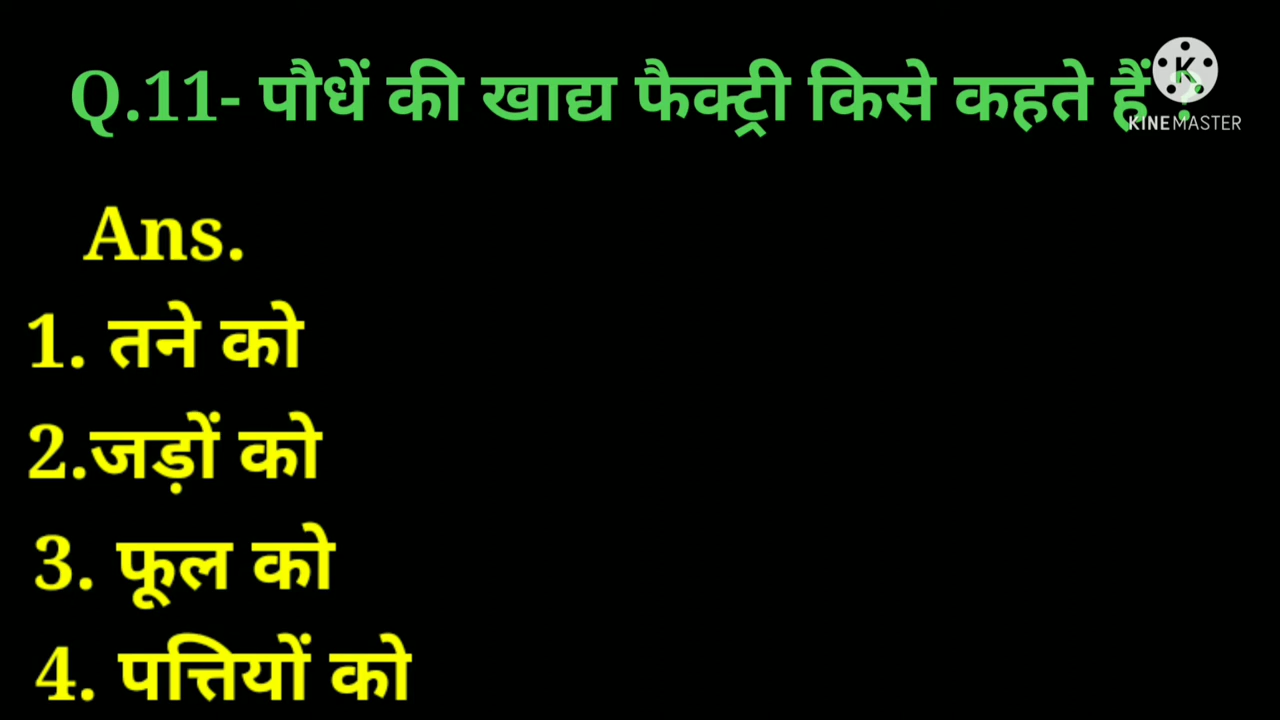 Q.11- पौधें की खाद्य फैक्ट्री किसे कहते हैं ?
KINEMASTER
Ans.
1. तने को
2.जड़ों को
3. फूल को
4. पत्तियों को